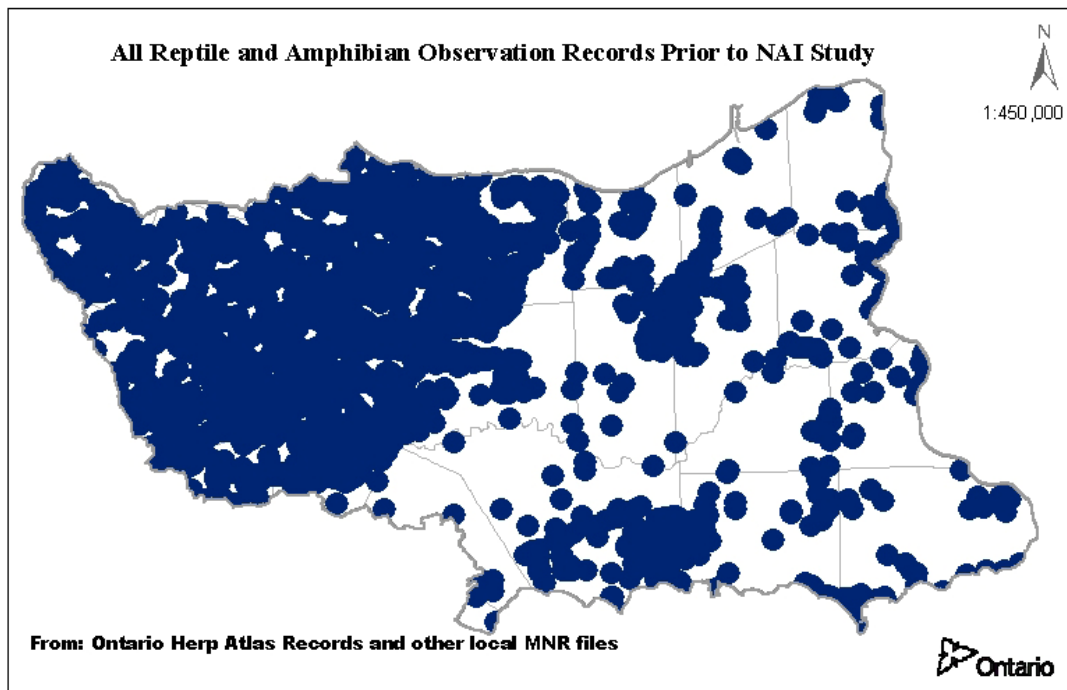 All Reptile and Amphibian Observation Records Prior to NAI Study
N
1:450,000
From: Ontario Herp Atlas Records and other local MNR files
Ontario